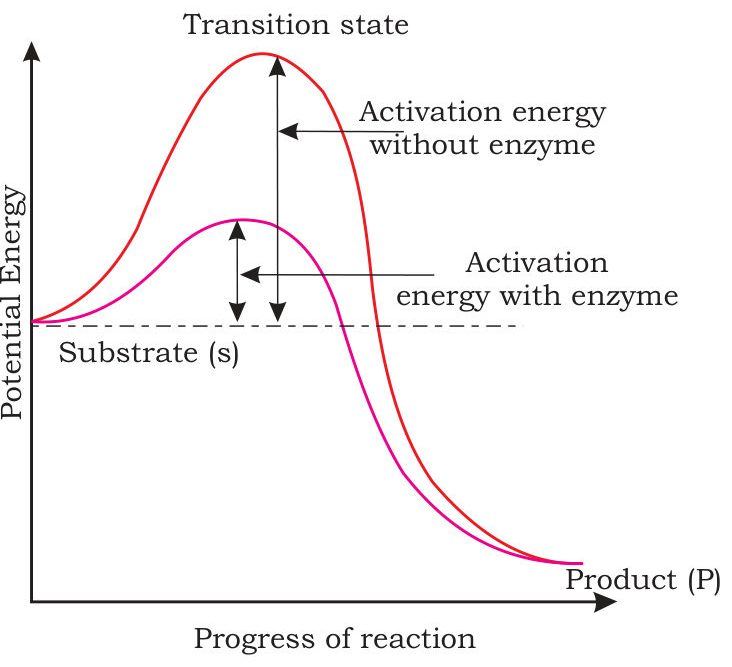 Transition state
Activation energy
without enzyme
Activation
energy with enzyme
Potential Energy
Substrate (s)
Product (P)
Progress of reaction